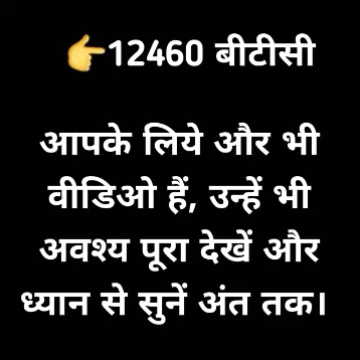 👉12460 बीटीसी
आपके लिये और भी
वीडिओ हैं, उन्हें भी
अवश्य पूरा देखें और
ध्यान से सुनें अंत तक।